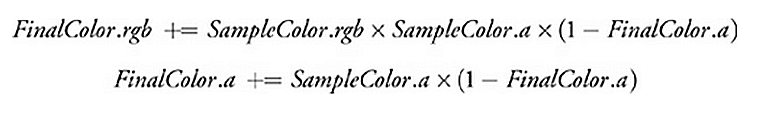 FinalColor.rgb += SampleColor.rgb × SampleColor.a × (1 − FinalColor.a)
FinalColor.a += SampleColor.a × (1 − FinalColor.a)